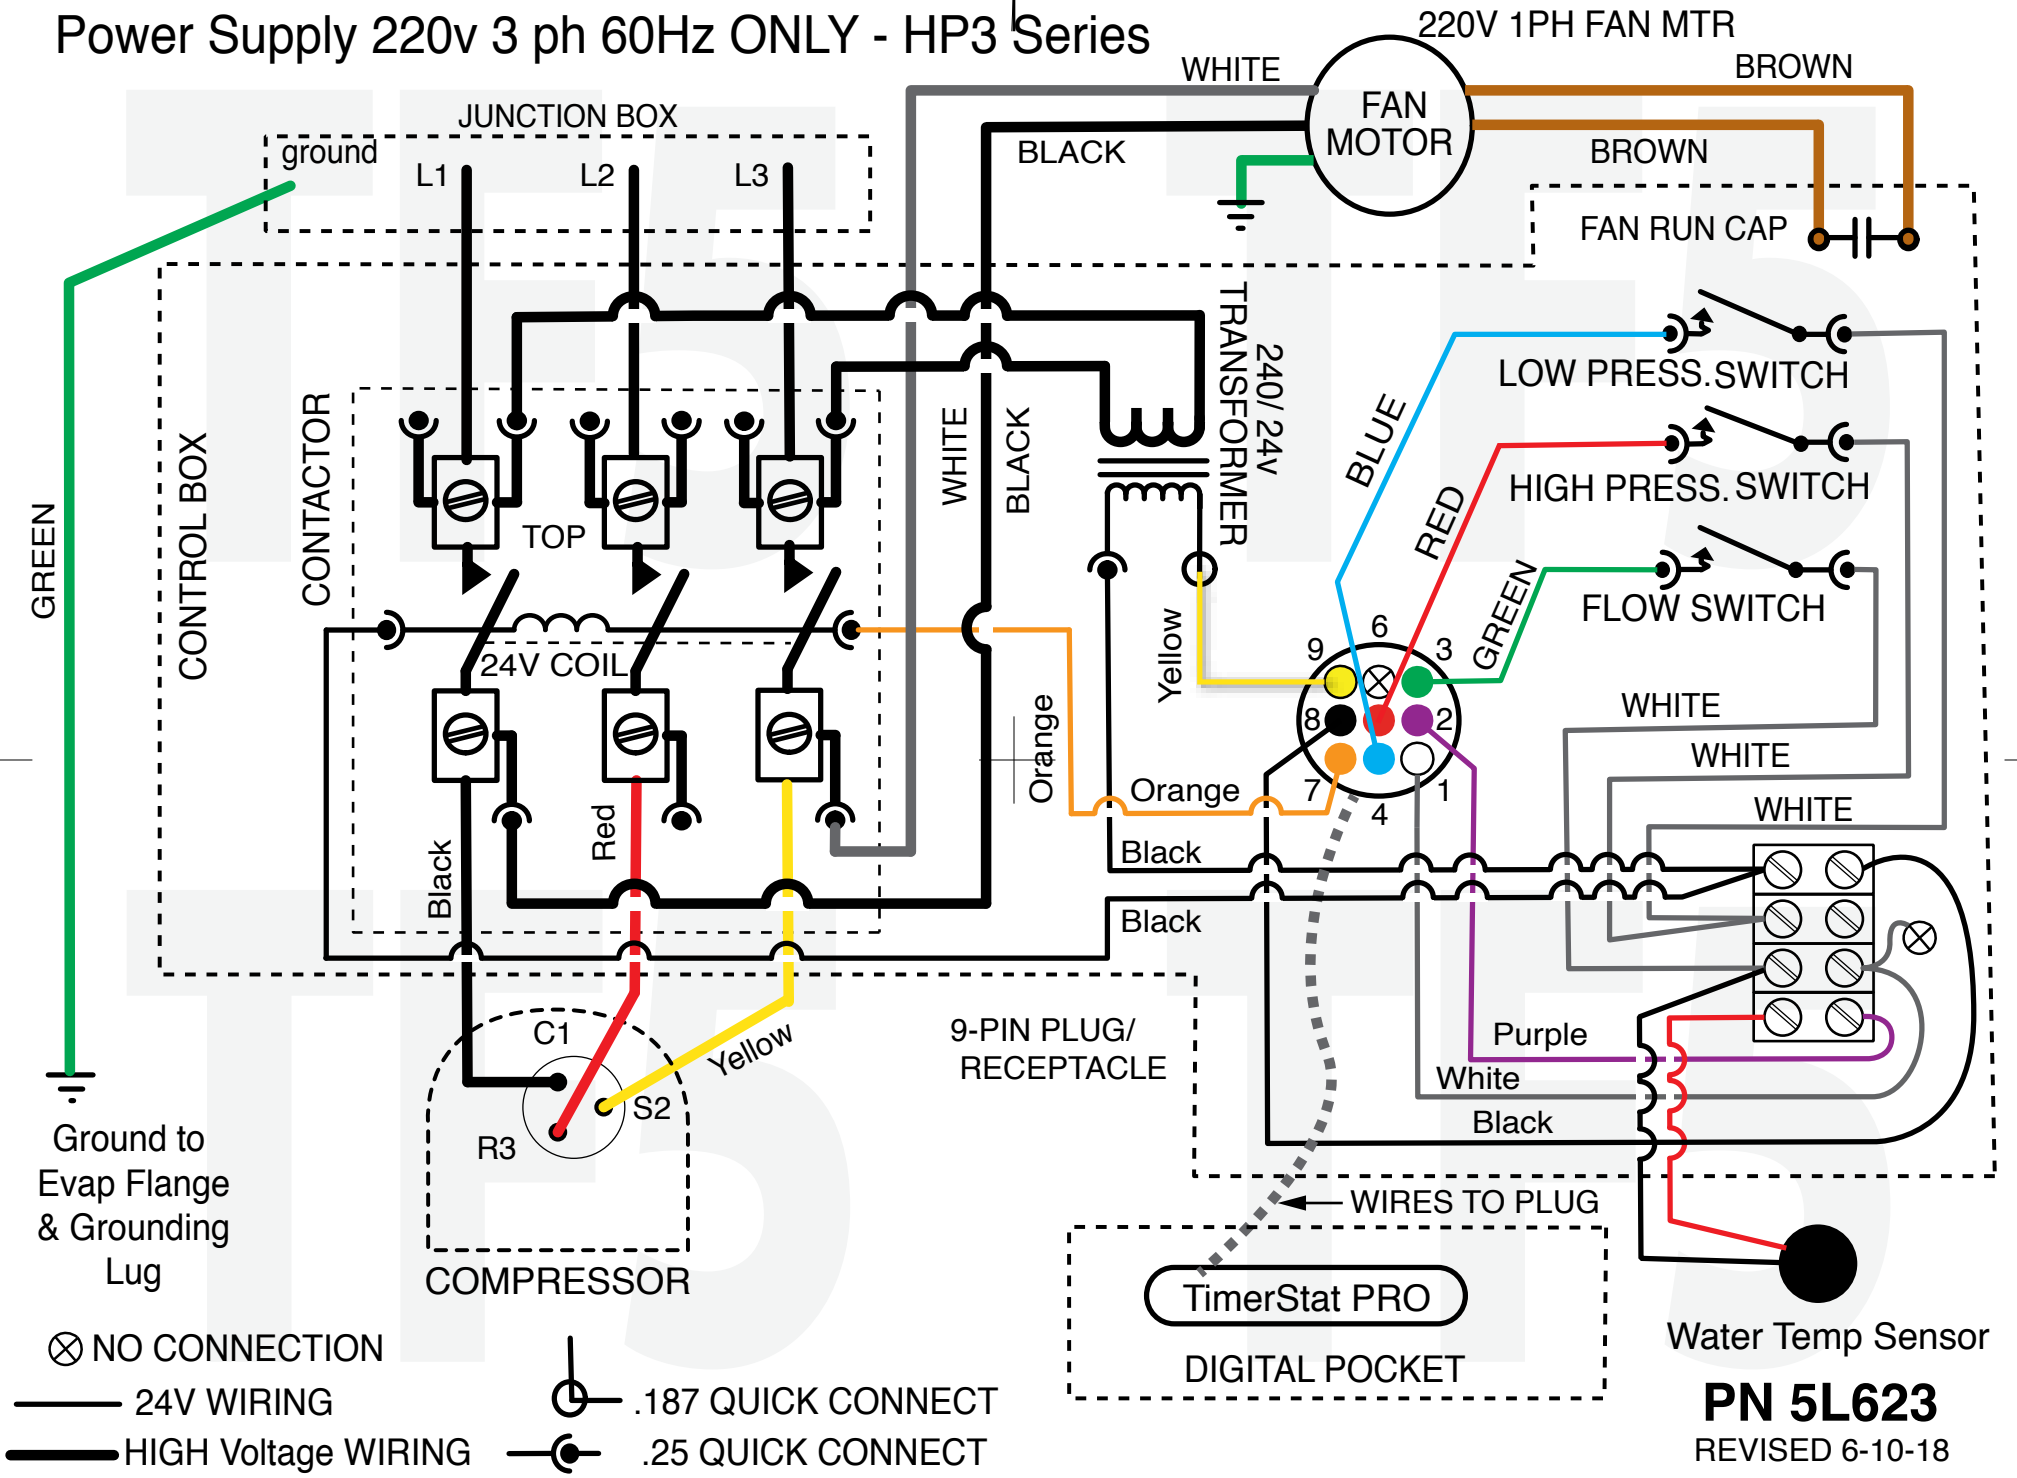 Power Supply 220v 3 ph 60Hz ONLY - HP3 Series
220V 1PH FAN MTR
WHITE
BROWN
FAN
MOTOR
JUNCTION BOX
ground
BLACK
BROWN
L1
L2
L3
FAN RUN CAP
240/ 24v
TRANSFORMER
LOW PRESS. SWITCH
BLUE
WHITE
BLACK
CONTACTOR
CONTROL BOX
HIGH PRESS. SWITCH
RED
TOP
GREEN
FLOW SWITCH
GREEN
24V COIL
Yellow
9
6
3
8
2
7
4
1
WHITE
WHITE
WHITE
Orange
Orange
Red
Black
Black
Black
9-PIN PLUG/
RECEPTACLE
Purple
White
Black
C1
S2
R3
Yellow
COMPRESSOR
Ground to
Evap Flange
& Grounding
Lug
WIRES TO PLUG
TimerStat PRO
DIGITAL POCKET
Water Temp Sensor
NO CONNECTION
24V WIRING
HIGH Voltage WIRING
.187 QUICK CONNECT
.25 QUICK CONNECT
PN 5L623
REVISED 6-10-18
TF5
TF5
TF5
TF5